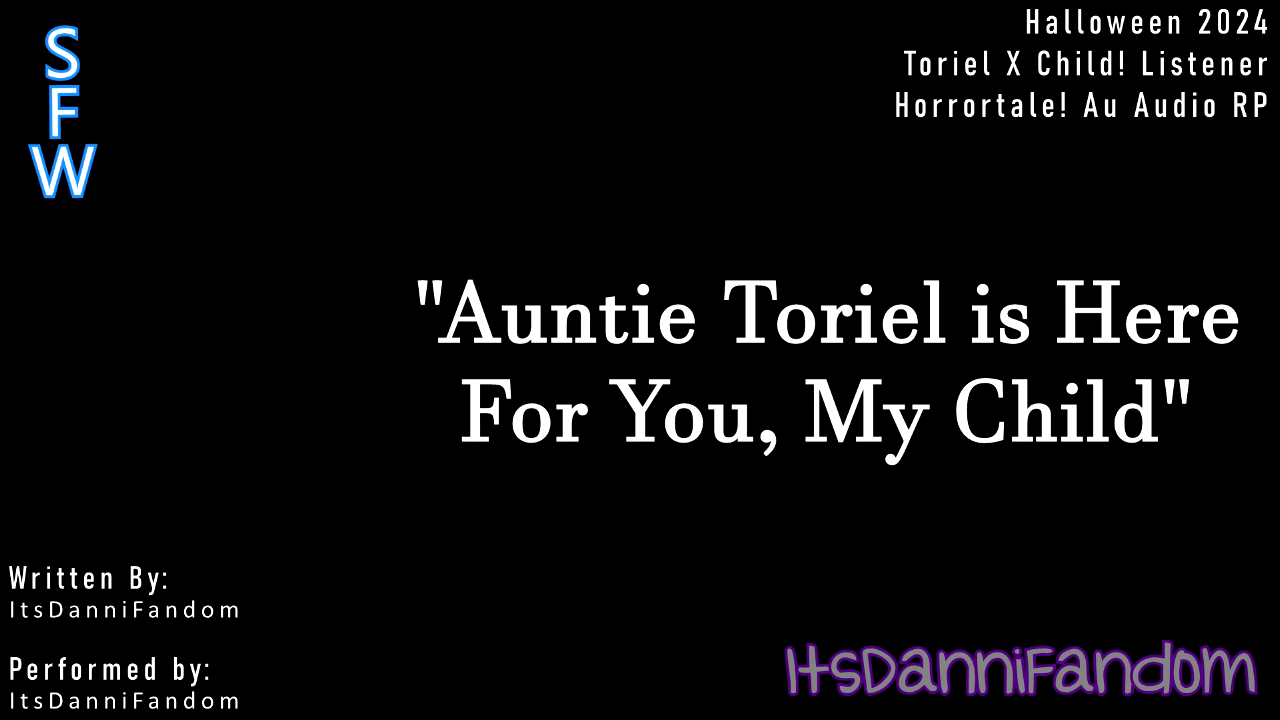 S
F
W
Halloween 2024
Toriel X Child! Listener
Horrortale! Au Audio RP
"Auntie Toriel is Here
For You, My Child"
Written By:
ItsDanniFandom
Performed by:
ItsDanniFandom
ItsDanniFandom